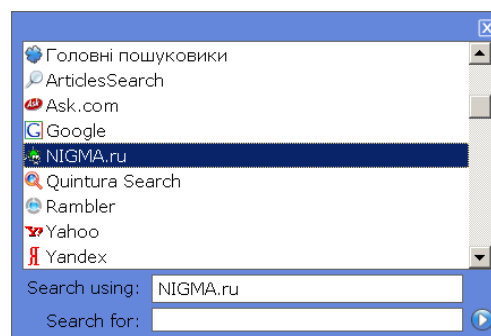 Головні пошуковики
ArticlesSearch
Ask.com
Google
NIGMA.ru
Quintura Search
Rambler
Yahoo
Yandex
Search using: NIGMA.ru
Search for: